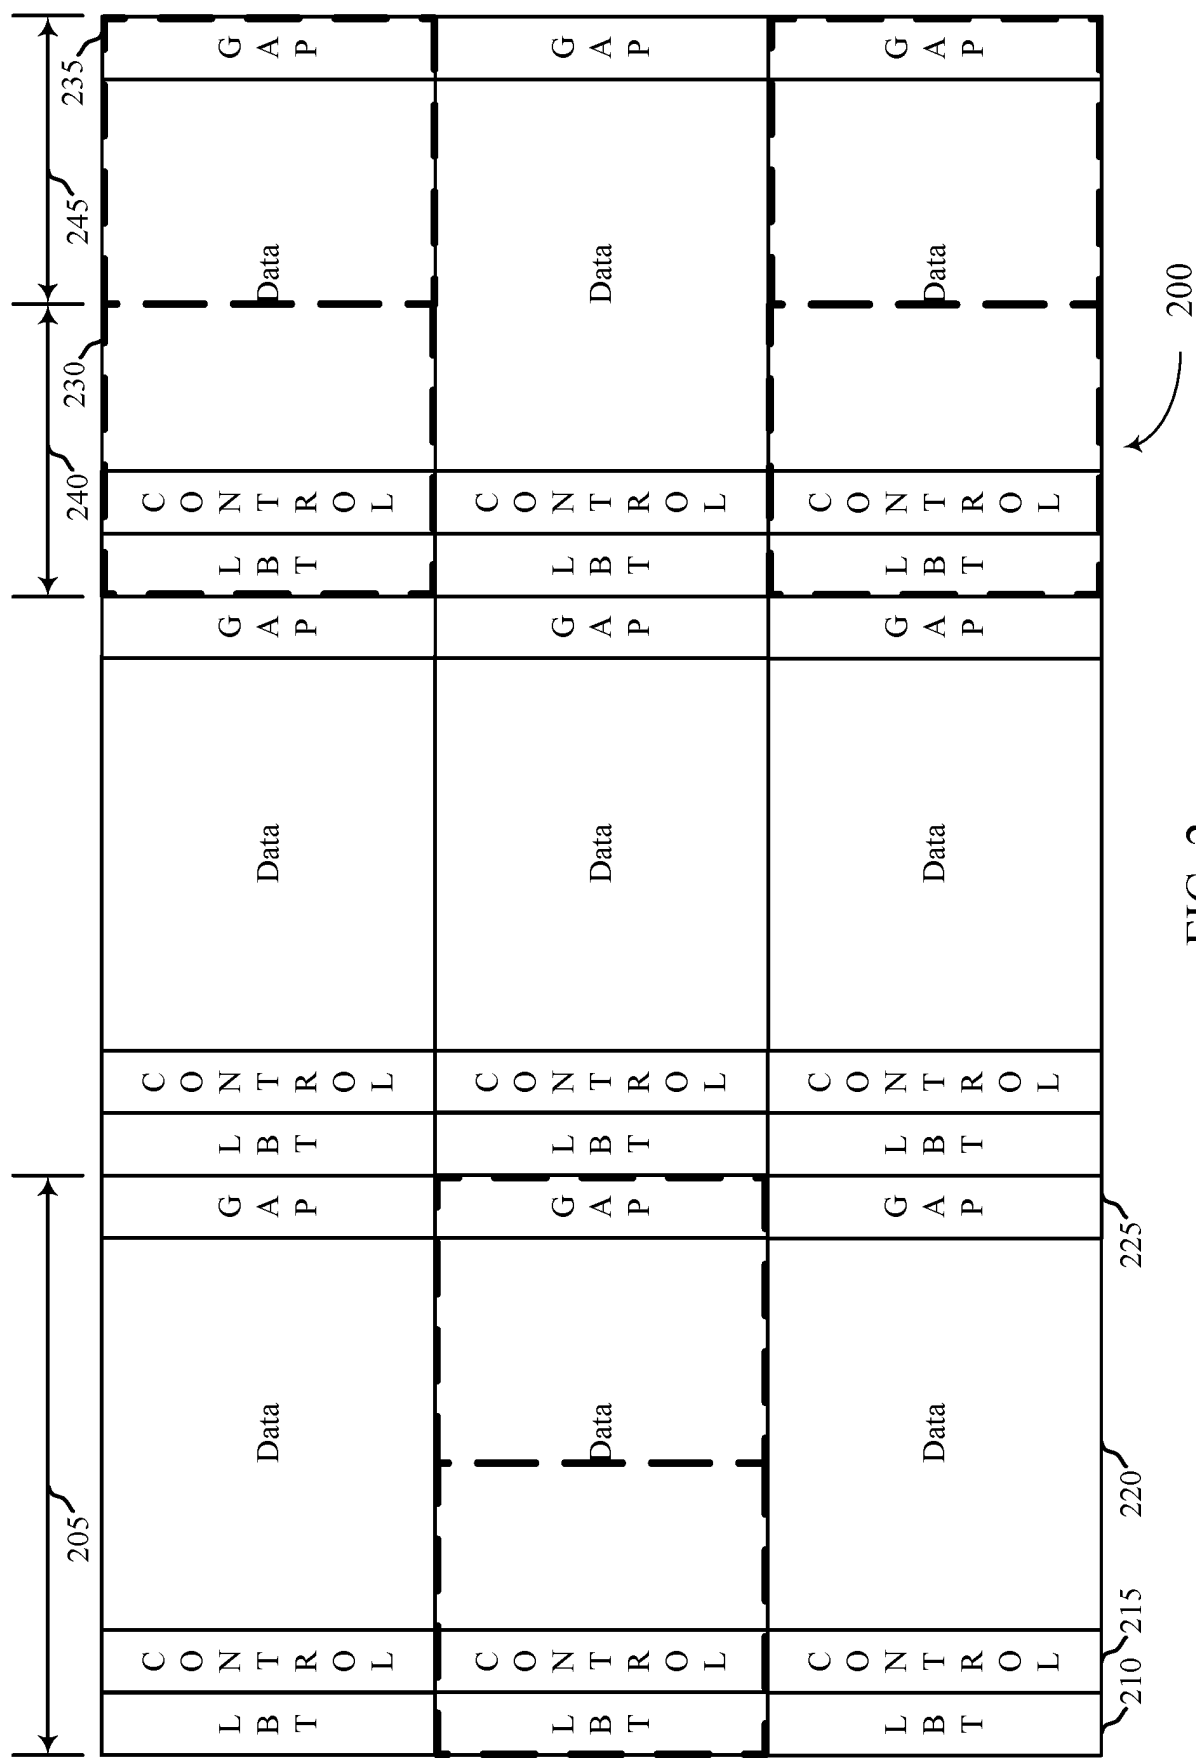 205
240
230
245
235
LBT CONTROL Data GAP LBT CONTROL Data GAP LBT CONTROL Data GAP
LBT CONTROL Data GAP LBT CONTROL Data GAP LBT CONTROL Data GAP
LBT CONTROL Data GAP LBT CONTROL Data GAP LBT CONTROL Data GAP
210
215
220
225
200
FIG